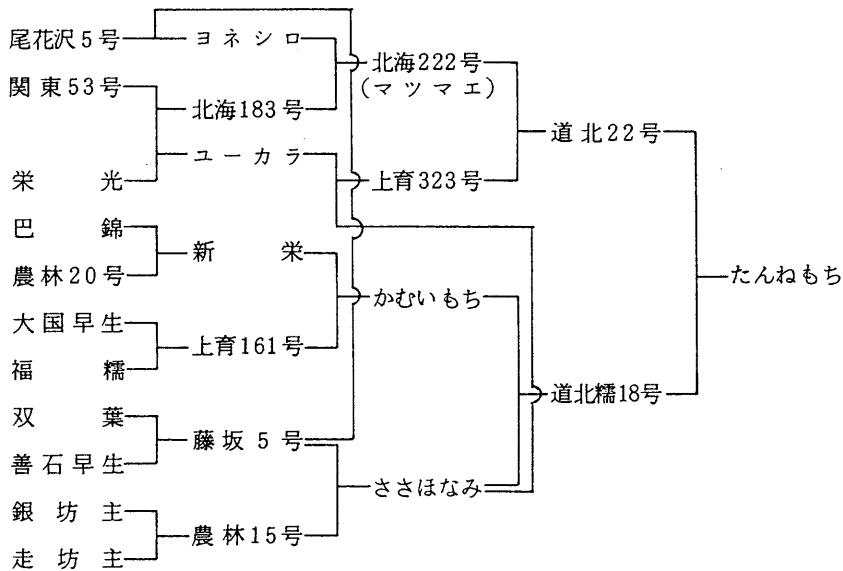 尾花沢5号
関東53号
栄光
巴錦
農林20号
大国早生
福糯
双葉
善石早生
銀坊主
走坊主
ヨネシロ
北海183号
ユーカラ
新栄
上育161号
藤坂5号
農林15号
北海222号
(マツマエ)
上育323号
かむいもち
ささほなみ
道北22号
道北糯18号
たんねもち